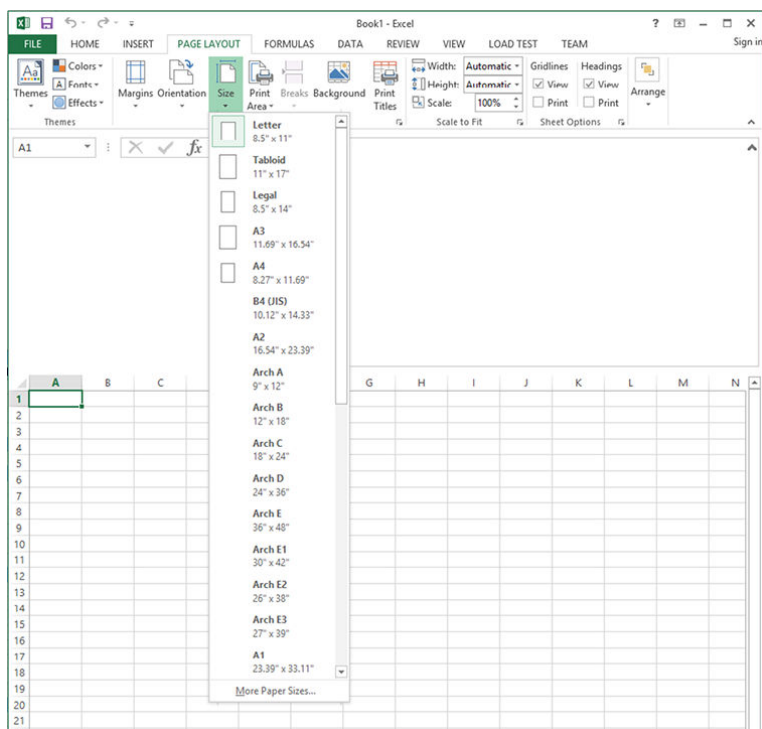 Book1 - Excel
?
FILE HOME INSERT PAGE LAYOUT FORMULAS DATA REVIEW VIEW LOAD TEST TEAM Sign in
Aa Colors Width: Automatic Gridlines Headings
A Fonts Height: Automatic View View
Themes Effects Margins Orientation Size Print Area Breaks Background Print Titles Scale: 100% Print Print Arrange
Themes Scale to Fit Sheet Options
A1 fx
Letter
8.5" x 11"
Tabloid
11" x 17"
Legal
8.5" x 14"
A3
11.69" x 16.54"
A4
8.27" x 11.69"
B4 (JIS)
10.12" x 14.33"
A2
16.54" x 23.39"
Arch A
9" x 12"
Arch B
12" x 18"
Arch C
18" x 24"
Arch D
24" x 36"
Arch E
36" x 48"
Arch E1
30" x 42"
Arch E2
26" x 38"
Arch E3
27" x 39"
A1
23.39" x 33.11"
More Paper Sizes...
A B C G H I J K L M N
1
2
3
4
5
6
7
8
9
10
11
12
13
14
15
16
17
18
19
20
21